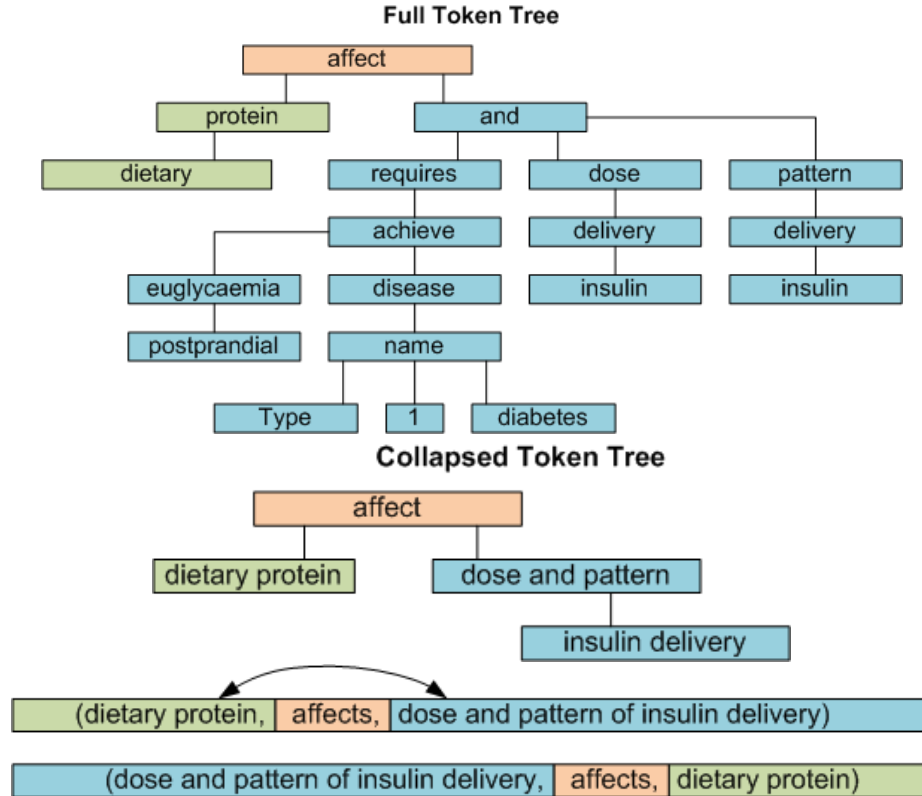 Full Token Tree
affect
protein and
dietary requires dose pattern
achieve delivery delivery
euglycaemia disease insulin insulin
postprandial name
Type 1 diabetes
Collapsed Token Tree
affect
dietary protein dose and pattern
insulin delivery
(dietary protein, affects, dose and pattern of insulin delivery)
(dose and pattern of insulin delivery, affects, dietary protein)